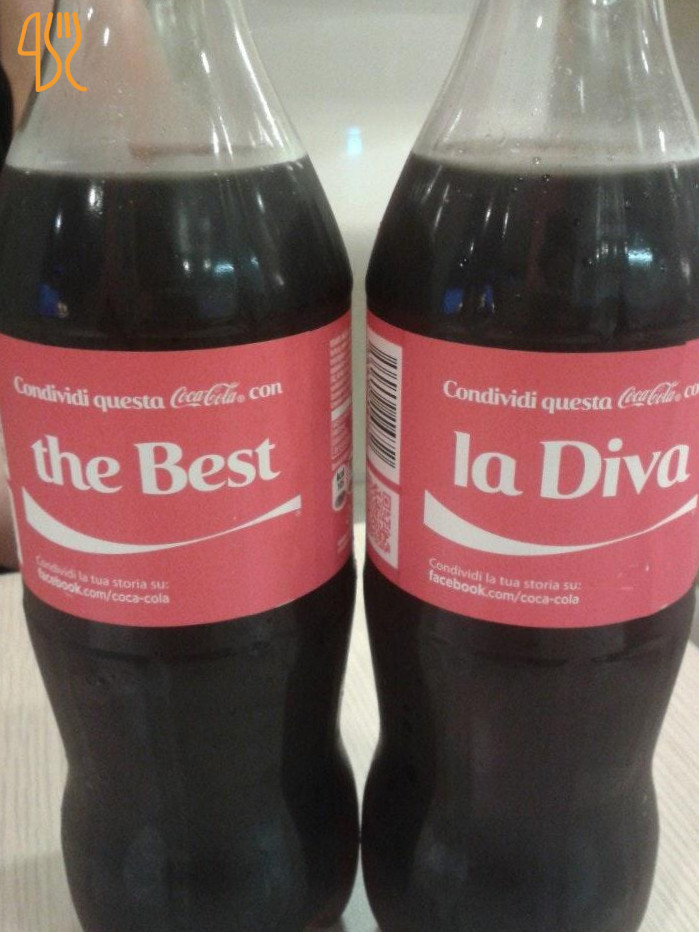 Condividi questa Coca-Cola® con
the Best
Condividi la tua storia su:
facebook.com/coca-cola
Condividi questa Coca-Cola® co
la Diva
Condividi la tua storia su:
facebook.com/coca-cola